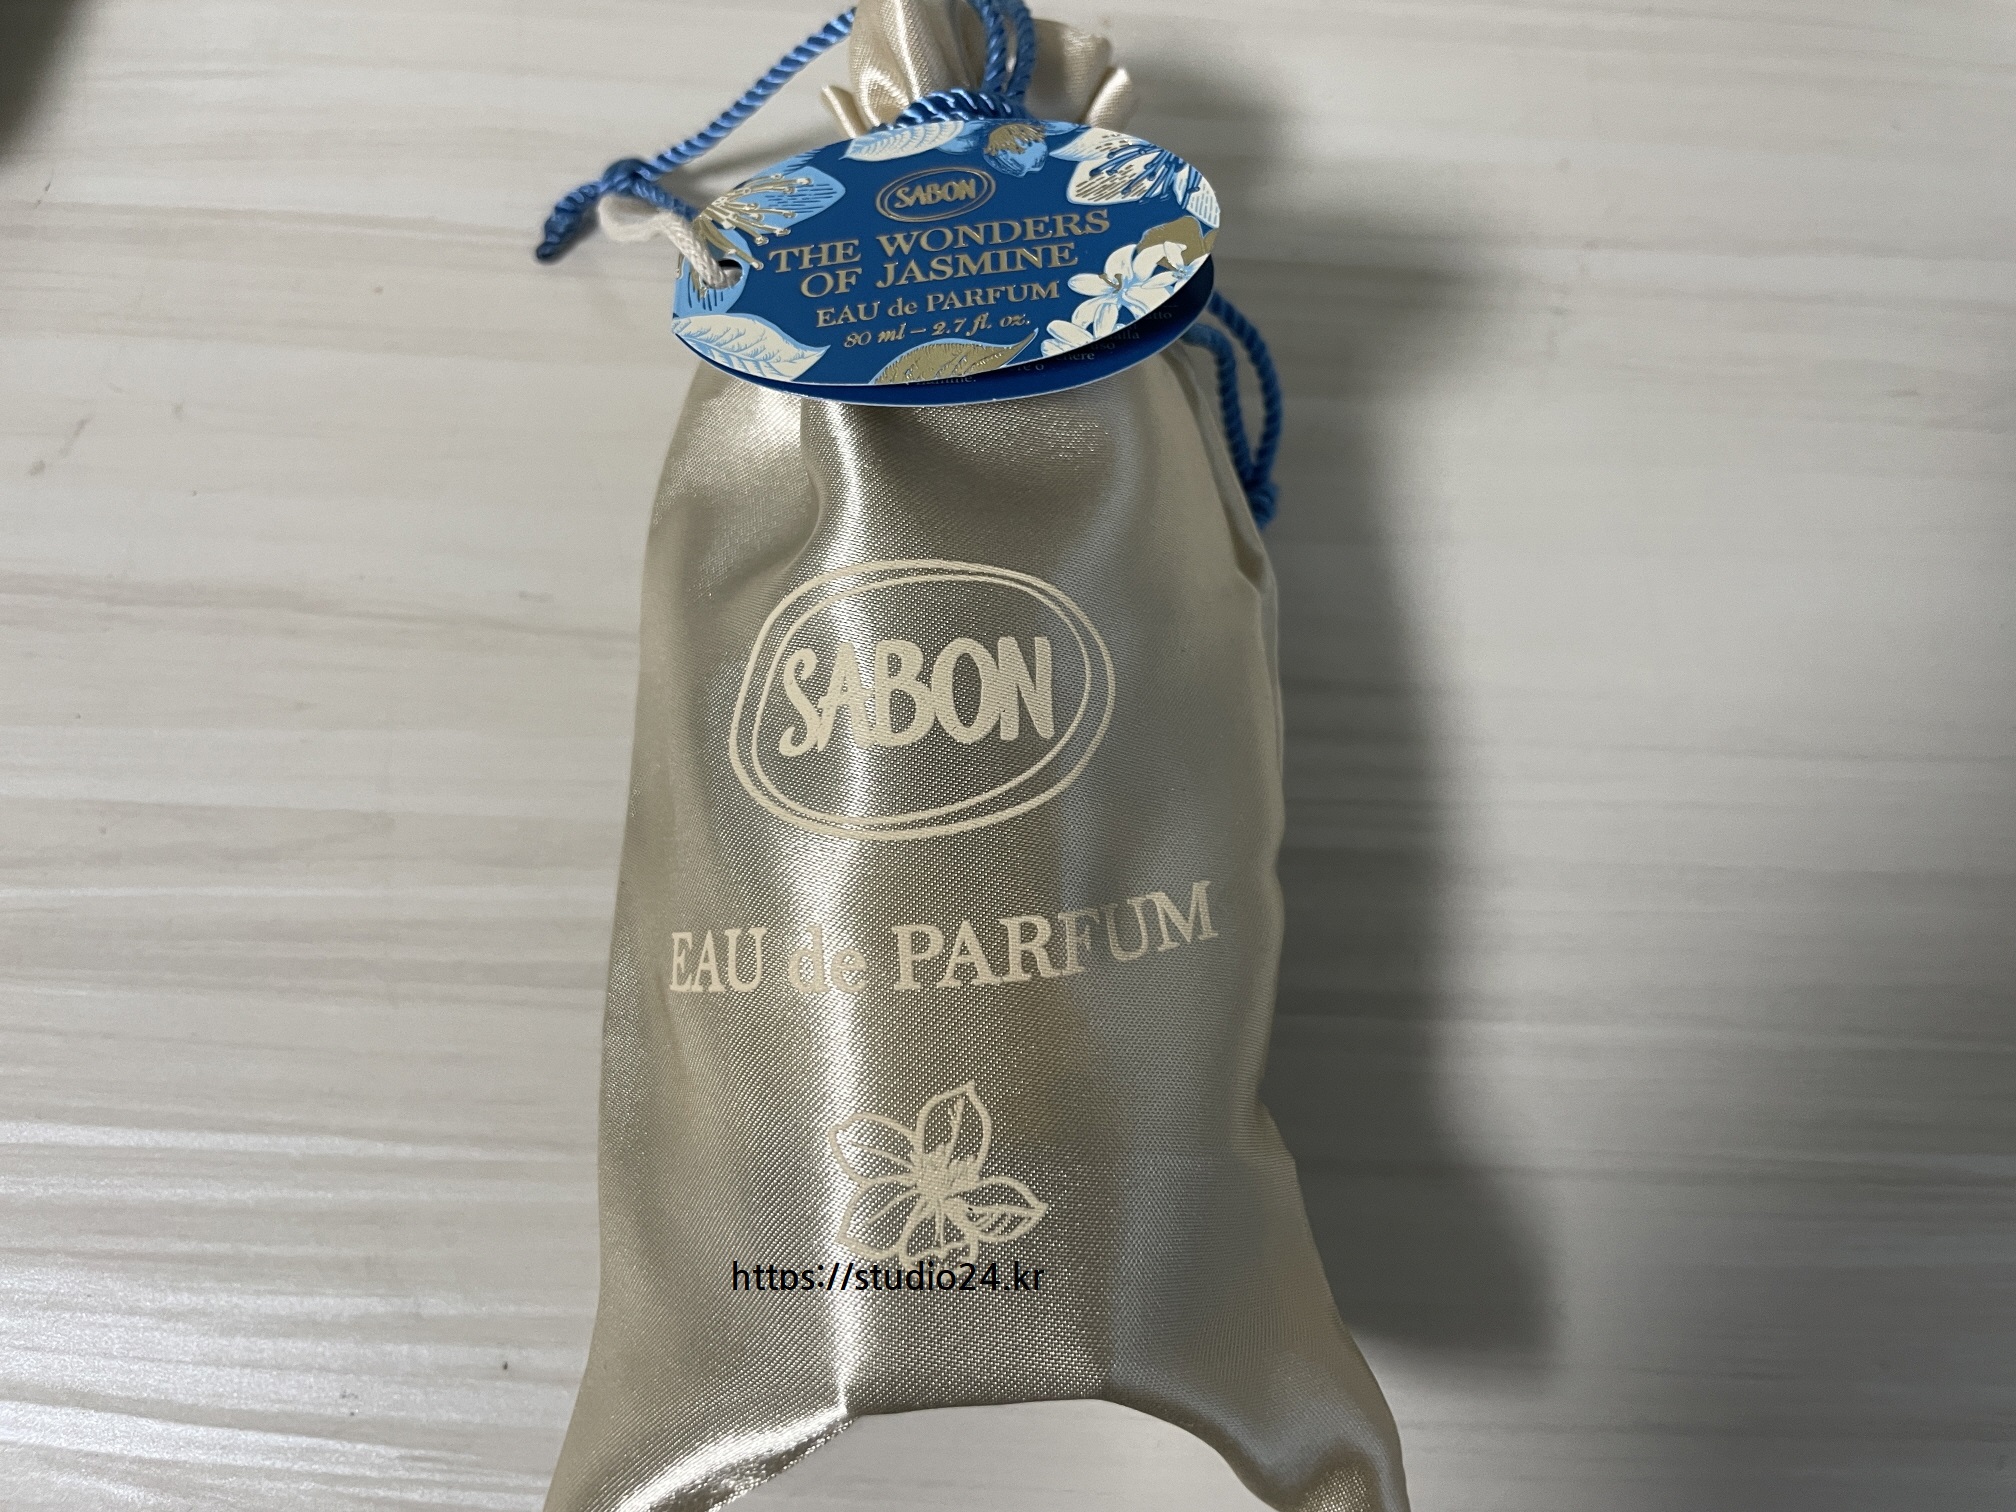 SABON
THE WONDERS
OF JASMINE
EAU de PARFUM
80 ml – 2.7 fl. oz.
SABON
EAU de PARFUM
https://studio24.kr